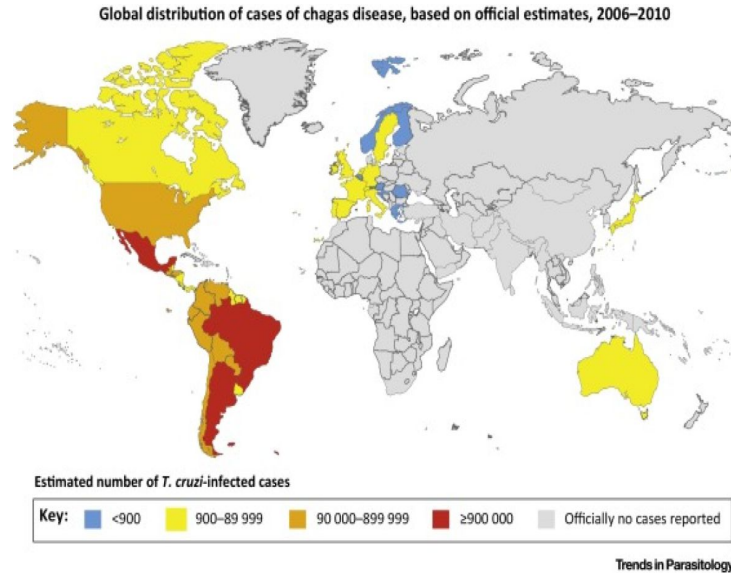 Global distribution of cases of chagas disease, based on official estimates, 2006–2010
Estimated number of T. cruzi-infected cases
Key: <900 900–89 999 90 000–899 999 ≥900 000 Officially no cases reported
Trends in Parasitology